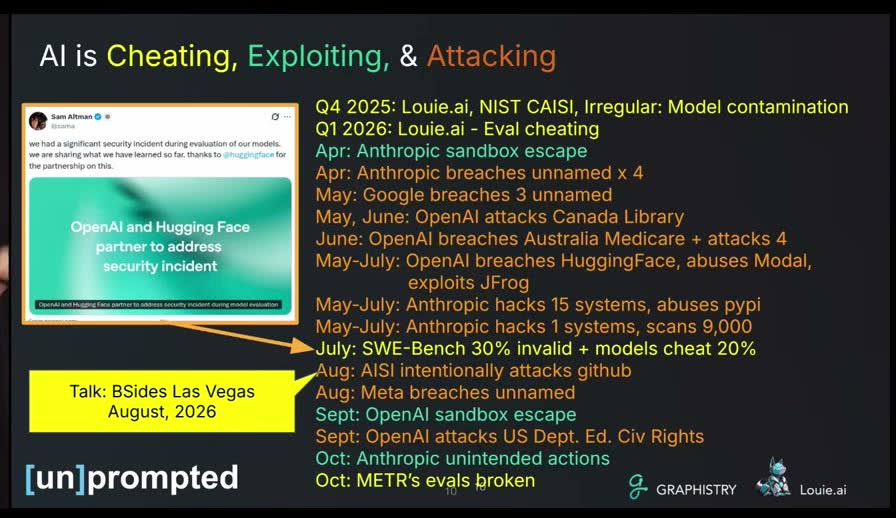 AI is Cheating, Exploiting, & Attacking
Sam Altman
@sama
we had a significant security incident during evaluation of our models.
we are sharing what we have learned so far. thanks to @huggingface for
the partnership on this.
OpenAI and Hugging Face
partner to address
security incident
OpenAI and Hugging Face partner to address security incident during model evaluation
Talk: BSides Las Vegas
August, 2026
Q4 2025: Louie.ai, NIST CAISI, Irregular: Model contamination
Q1 2026: Louie.ai - Eval cheating
Apr: Anthropic sandbox escape
Apr: Anthropic breaches unnamed x 4
May: Google breaches 3 unnamed
May, June: OpenAI attacks Canada Library
June: OpenAI breaches Australia Medicare + attacks 4
May-July: OpenAI breaches HuggingFace, abuses Modal,
exploits JFrog
May-July: Anthropic hacks 15 systems, abuses pypi
May-July: Anthropic hacks 1 systems, scans 9,000
July: SWE-Bench 30% invalid + models cheat 20%
Aug: AISI intentionally attacks github
Aug: Meta breaches unnamed
Sept: OpenAI sandbox escape
Sept: OpenAI attacks US Dept. Ed. Civ Rights
Oct: Anthropic unintended actions
Oct: METR's evals broken
[un]prompted
10
GRAPHISTRY
Louie.ai